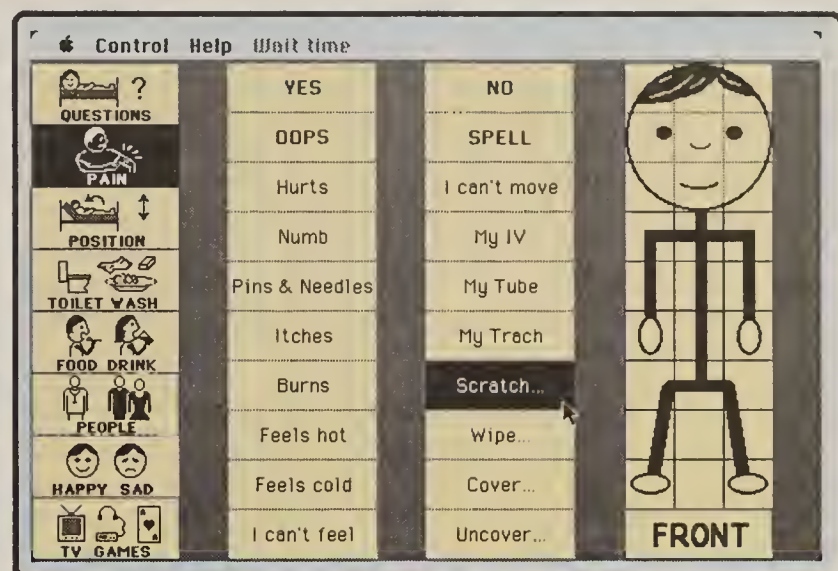 Control Help Wait time
?
QUESTIONS
PAIN
POSITION
TOILET WASH
FOOD DRINK
PEOPLE
HAPPY SAD
TV GAMES
YES
OOPS
Hurts
Numb
Pins & Needles
Itches
Burns
Feels hot
Feels cold
I can't feel
NO
SPELL
I can't move
My IV
My Tube
My Trach
Scratch...
Wipe...
Cover...
Uncover...
FRONT